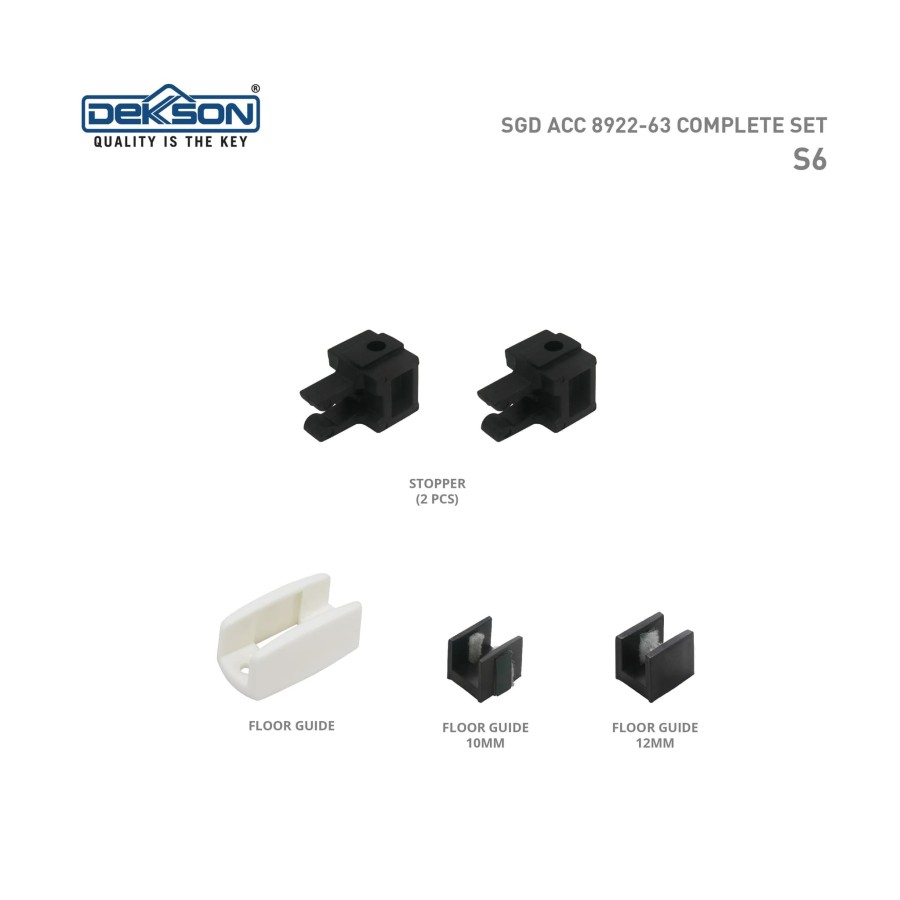 DEKSON®
QUALITY IS THE KEY
SGD ACC 8922-63 COMPLETE SET
S6
STOPPER
(2 PCS)
FLOOR GUIDE
FLOOR GUIDE
10MM
FLOOR GUIDE
12MM